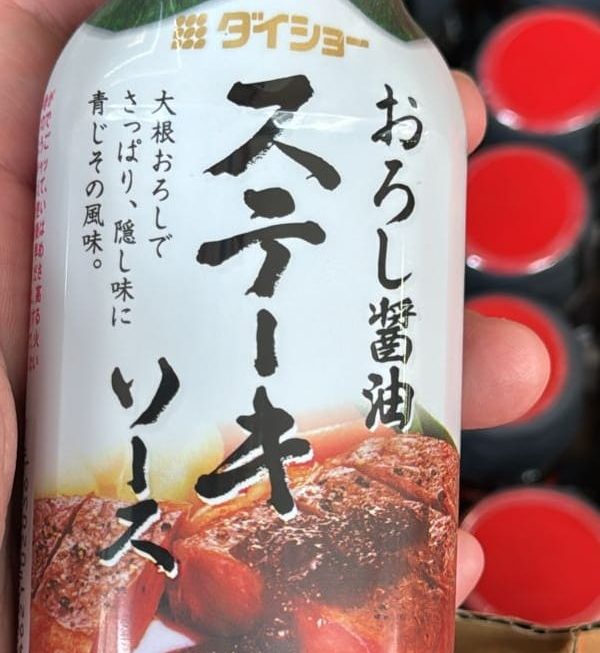 ダイショー
おろし醤油
ステーキ
ソース
大根おろしで
さっぱり、隠し味に
青じその風味。